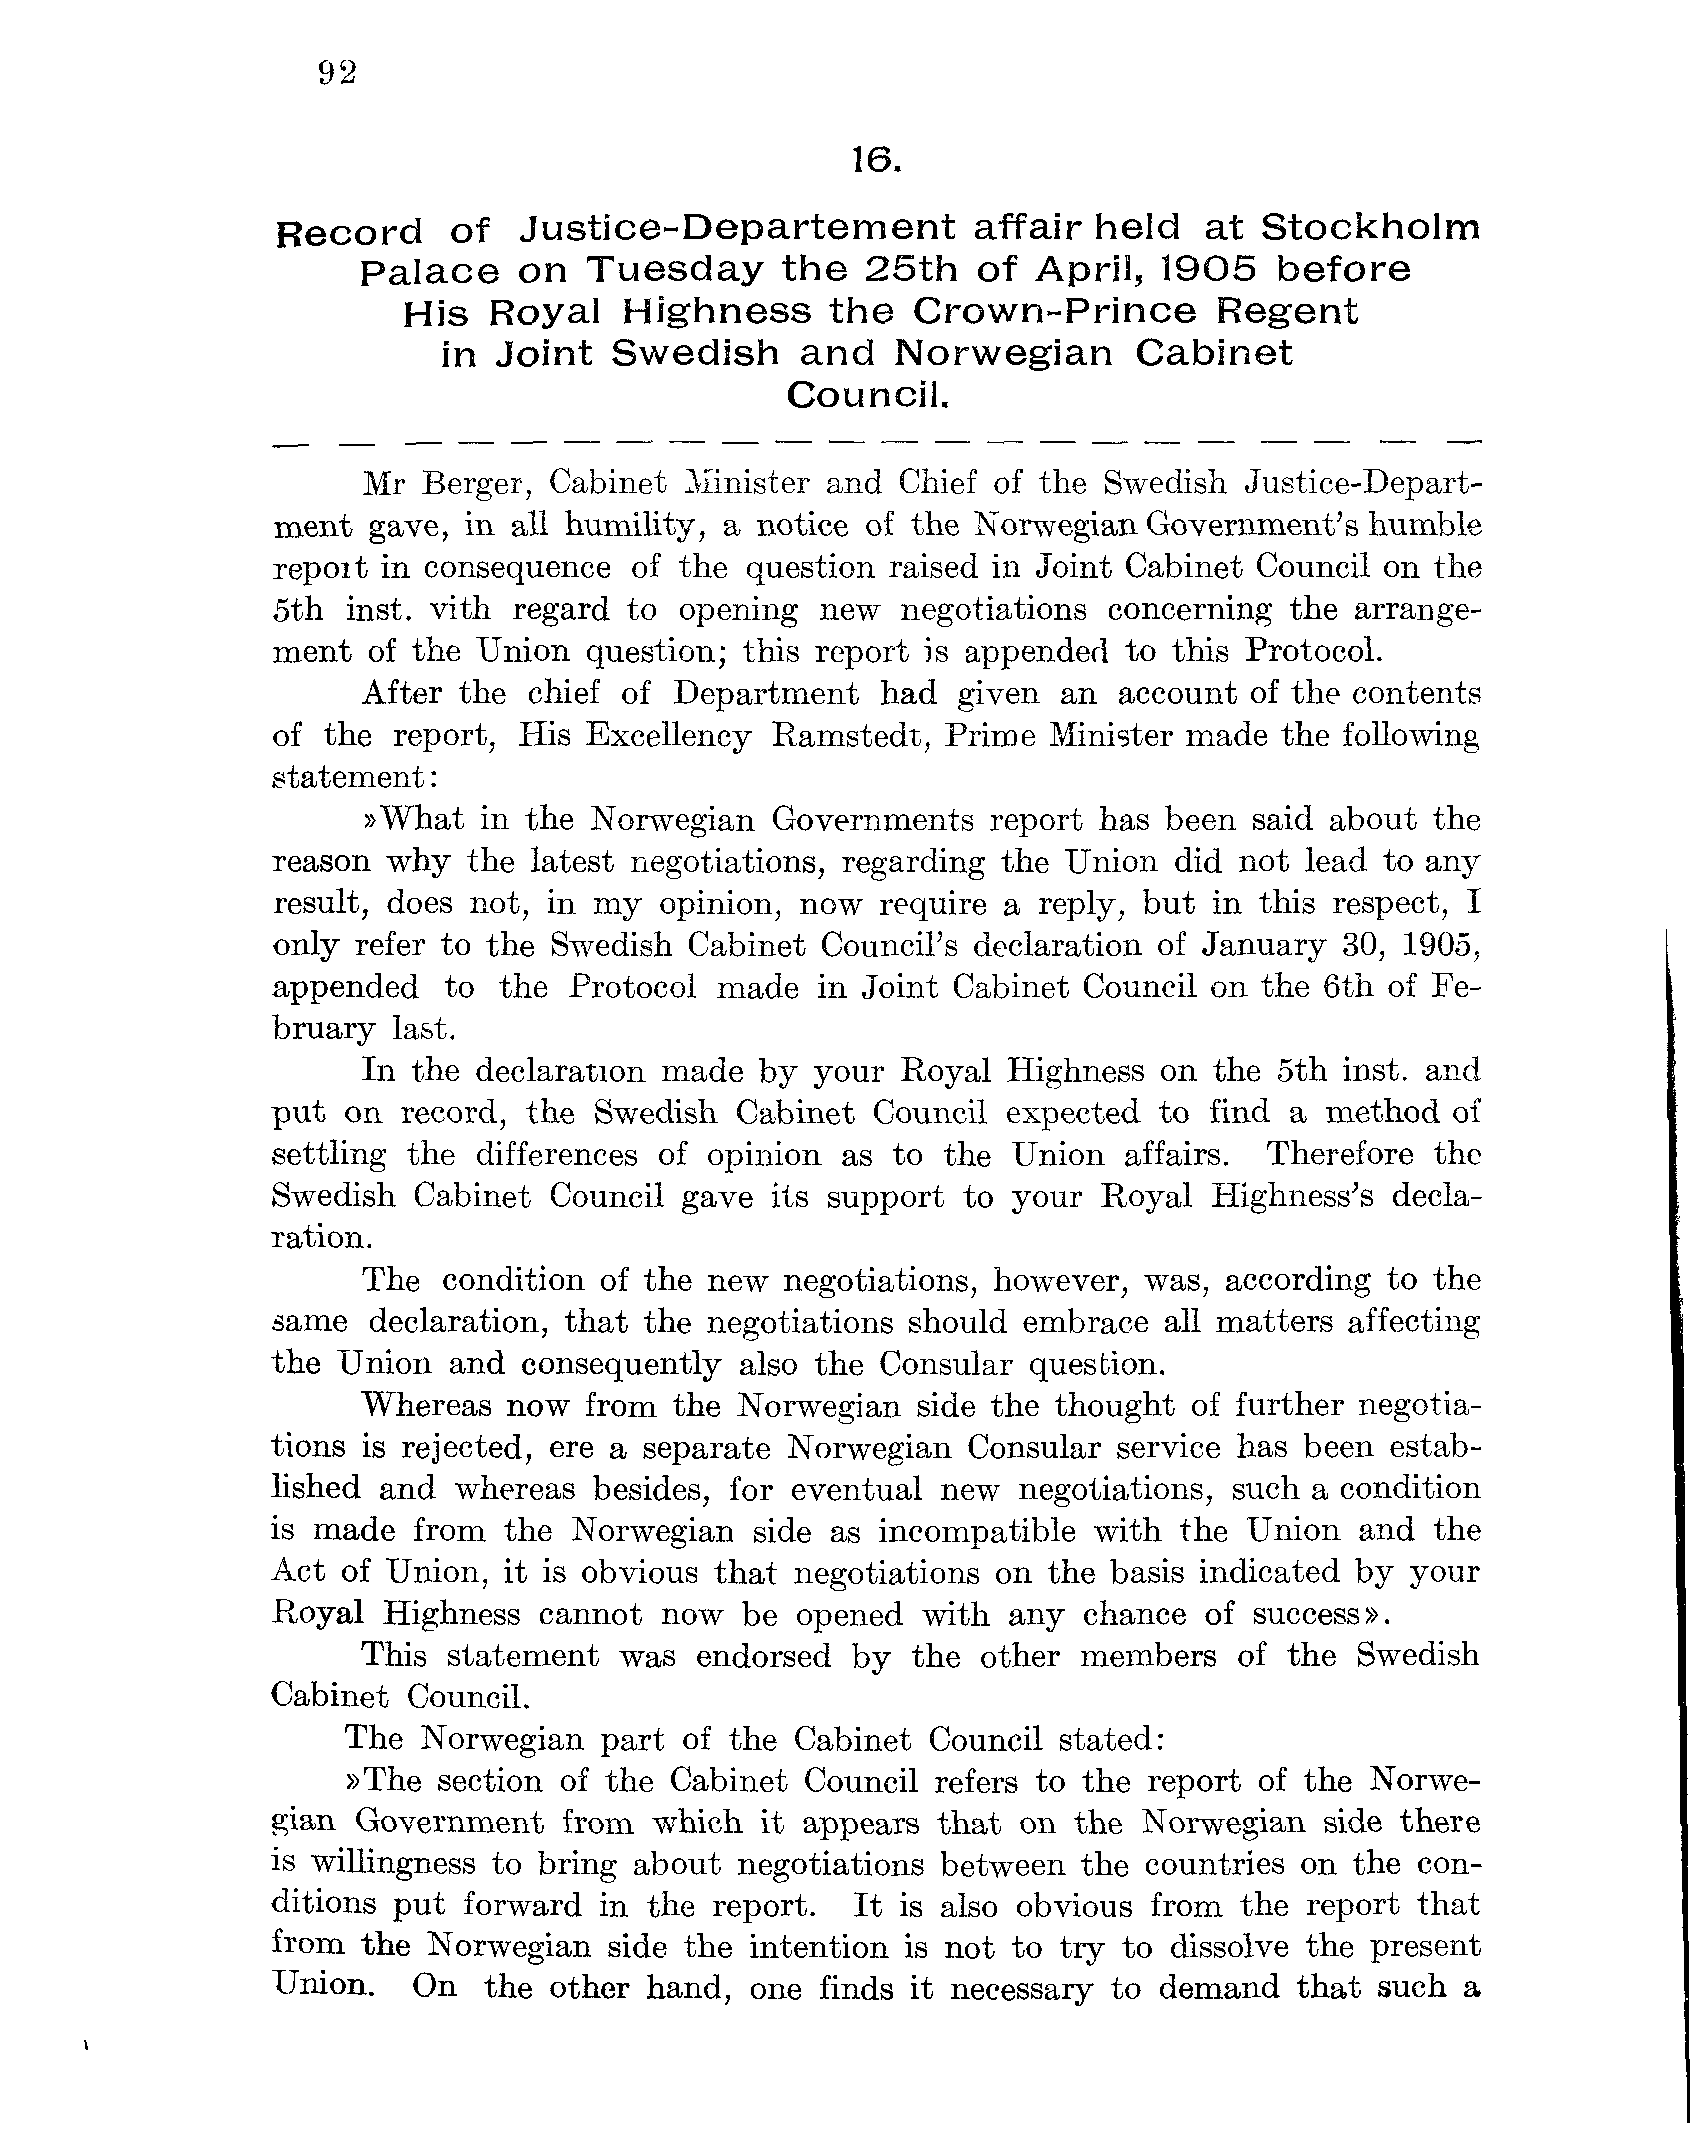 92
16.
Record of Justice-Departement affair held at Stockholm
Palace on Tuesday the 25th of April, 1905 before
His Royal Highness the Crown-Prince Regent
in Joint Swedish and Norwegian Cabinet
Council.
— — — — — — — — — — — — — — — — — — — — — —
Mr Berger, Cabinet Minister and Chief of the Swedish Justice-Depart-
ment gave, in all humility, a notice of the Norwegian Government's humble
report in consequence of the question raised in Joint Cabinet Council on the
5th inst. vith regard to opening new negotiations concerning the arrange-
ment of the Union question; this report is appended to this Protocol.
After the chief of Department had given an account of the contents
of the report, His Excellency Ramstedt, Prime Minister made the following
statement:
»What in the Norwegian Governments report has been said about the
reason why the latest negotiations, regarding the Union did not lead to any
result, does not, in my opinion, now require a reply, but in this respect, I
only refer to the Swedish Cabinet Council's declaration of January 30, 1905,
appended to the Protocol made in Joint Cabinet Council on the 6th of Fe-
bruary last.
In the declaration made by your Royal Highness on the 5th inst. and
put on record, the Swedish Cabinet Council expected to find a method of
settling the differences of opinion as to the Union affairs. Therefore the
Swedish Cabinet Council gave its support to your Royal Highness's decla-
ration.
The condition of the new negotiations, however, was, according to the
same declaration, that the negotiations should embrace all matters affecting
the Union and consequently also the Consular question.
Whereas now from the Norwegian side the thought of further negotia-
tions is rejected, ere a separate Norwegian Consular service has been estab-
lished and whereas besides, for eventual new negotiations, such a condition
is made from the Norwegian side as incompatible with the Union and the
Act of Union, it is obvious that negotiations on the basis indicated by your
Royal Highness cannot now be opened with any chance of success».
This statement was endorsed by the other members of the Swedish
Cabinet Council.
The Norwegian part of the Cabinet Council stated:
»The section of the Cabinet Council refers to the report of the Norwe-
gian Government from which it appears that on the Norwegian side there
is willingness to bring about negotiations between the countries on the con-
ditions put forward in the report. It is also obvious from the report that
from the Norwegian side the intention is not to try to dissolve the present
Union. On the other hand, one finds it necessary to demand that such a